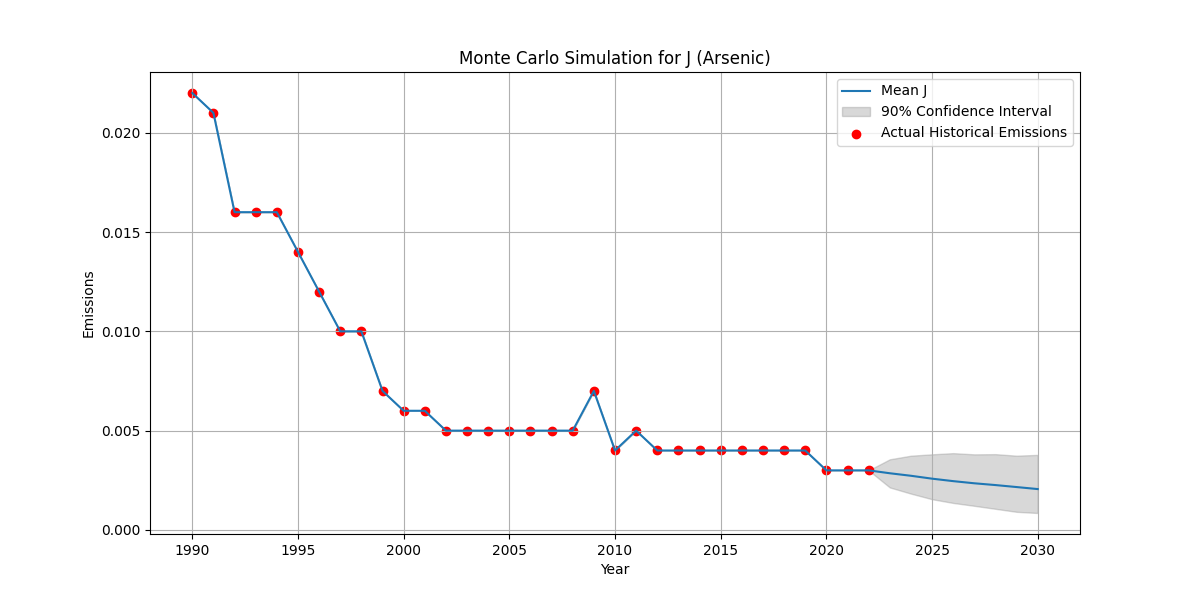 Monte Carlo Simulation for J (Arsenic)
Mean J
90% Confidence Interval
Actual Historical Emissions
Emissions
0.020
0.015
0.010
0.005
0.000
1990 1995 2000 2005 2010 2015 2020 2025 2030
Year